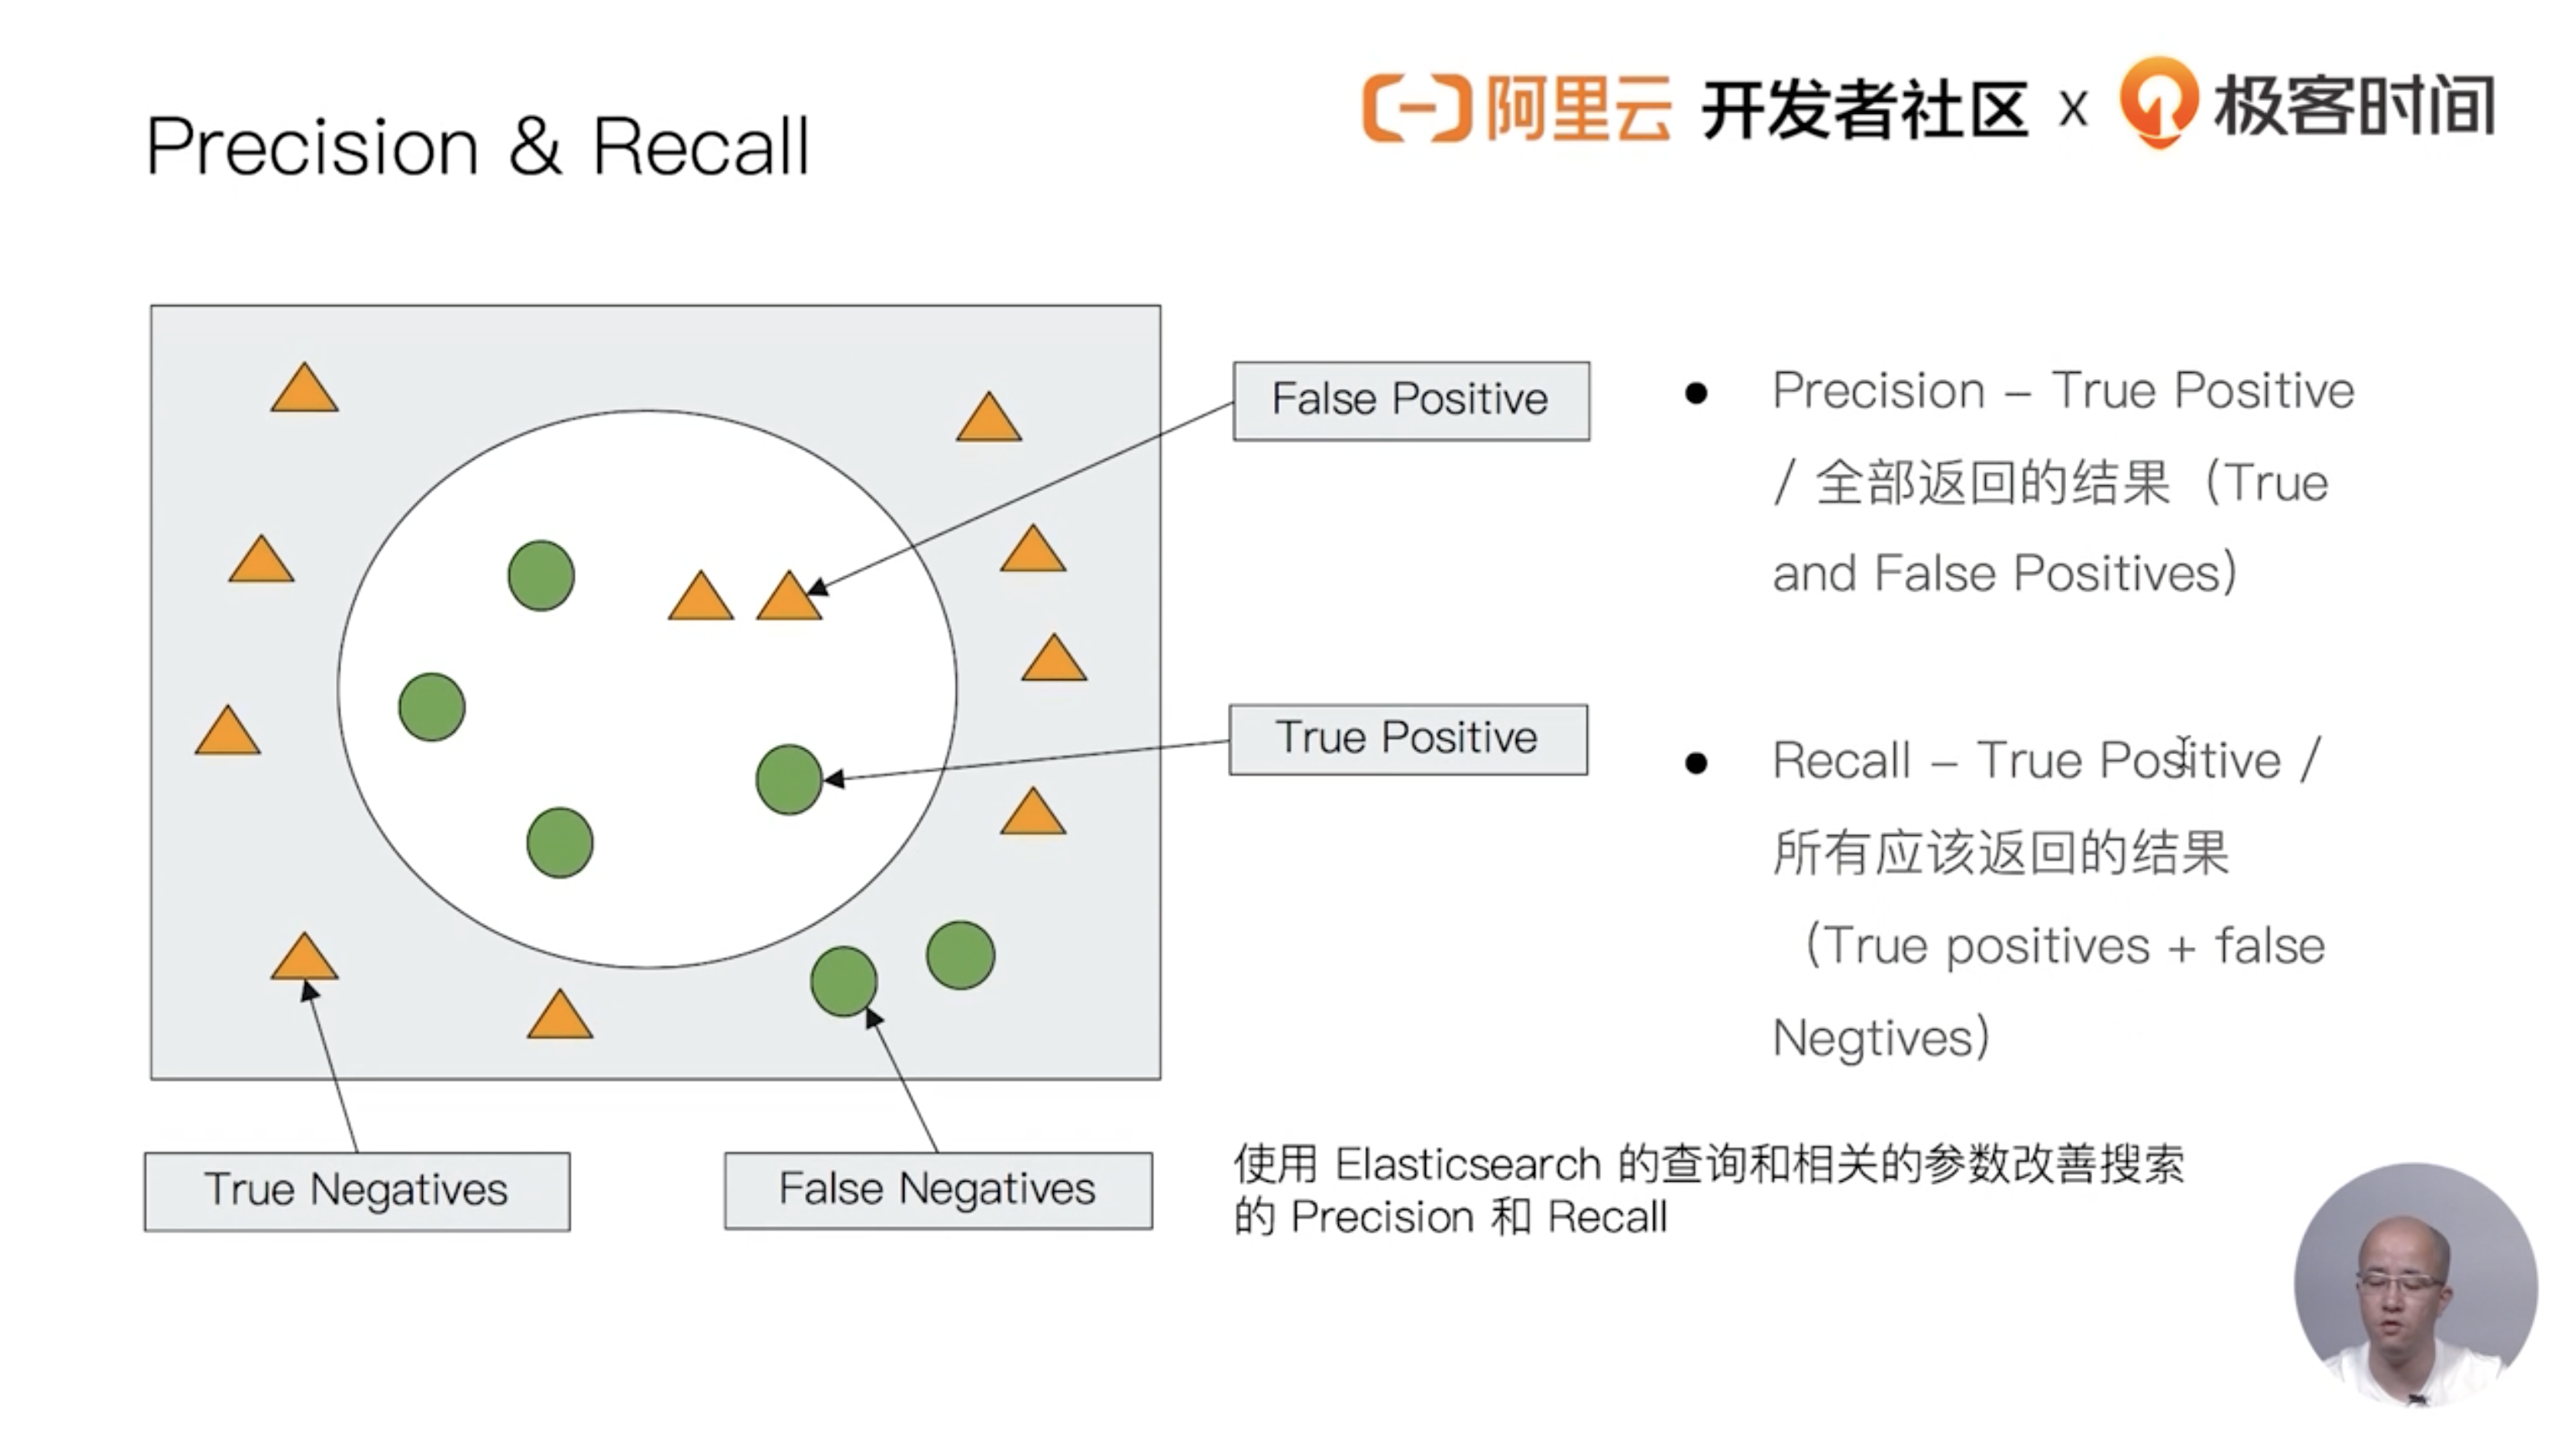 阿里云 开发者社区 x 极客时间
Precision & Recall
False Positive
True Positive
True Negatives
False Negatives
● Precision – True Positive
/ 全部返回的结果（True
and False Positives）
● Recall – True Positive /
所有应该返回的结果
（True positives + false
Negtives）
使用 Elasticsearch 的查询和相关的参数改善搜索
的 Precision 和 Recall